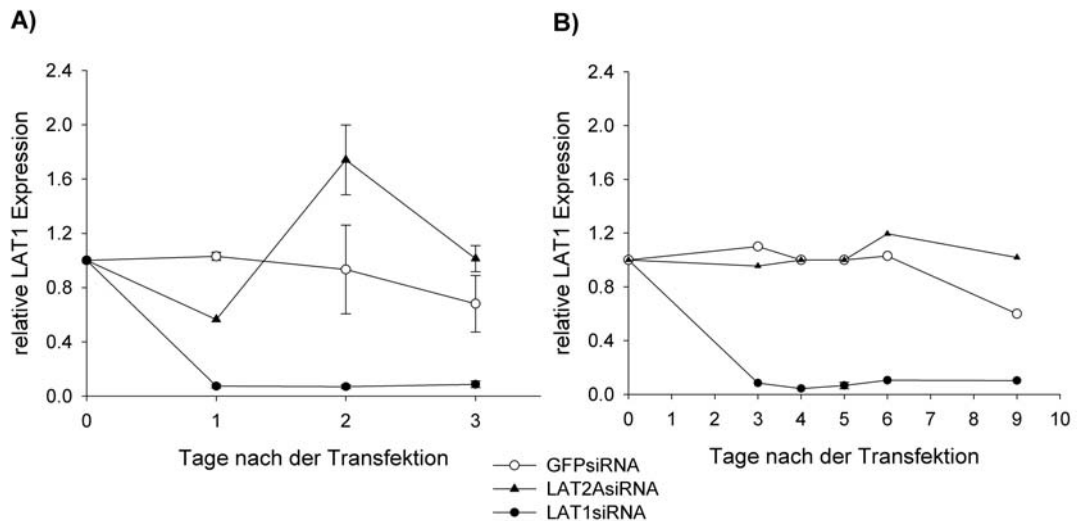 A)
relative LAT1 Expression
2.4
2.0
1.6
1.2
0.8
0.4
0.0
0 1 2 3
Tage nach der Transfektion
B)
relative LAT1 Expression
2.4
2.0
1.6
1.2
0.8
0.4
0.0
0 1 2 3 4 5 6 7 8 9 10
Tage nach der Transfektion
GFPsiRNA
LAT2AsiRNA
LAT1siRNA